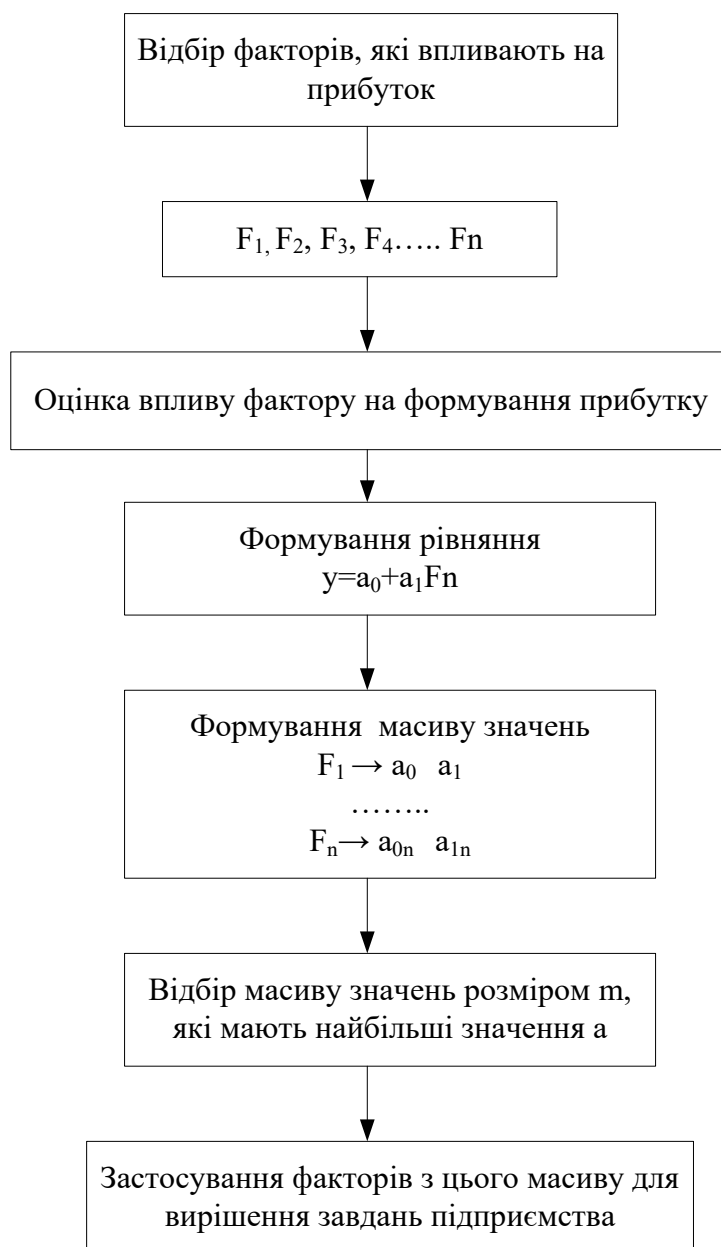 Відбір факторів, які впливають на
прибуток
F₁, F₂, F₃, F₄….. Fn
Оцінка впливу фактору на формування прибутку
Формування рівняння
y=a₀+a₁Fn
Формування масиву значень
F₁ → a₀ a₁
……..
Fₙ→ a₀ₙ a₁ₙ
Відбір масиву значень розміром m,
які мають найбільші значення a
Застосування факторів з цього масиву для
вирішення завдань підприємства